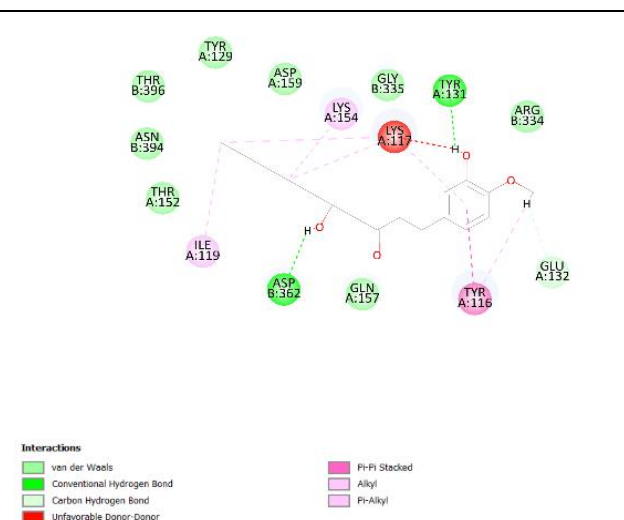 TYR
A:129
THR
B:396
ASP
A:159
GLY
B:335
TYR
A:131
LYS
A:154
ARG
B:334
LYS
A:117
ASN
B:394
H
O
O
THR
A:152
H
H
O
ILE
A:119
O
GLU
A:132
ASP
B:362
GLN
A:157
TYR
A:116
Interactions
van der Waals
Conventional Hydrogen Bond
Carbon Hydrogen Bond
Unfavorable Donor-Donor
Pi-Pi Stacked
Alkyl
Pi-Alkyl